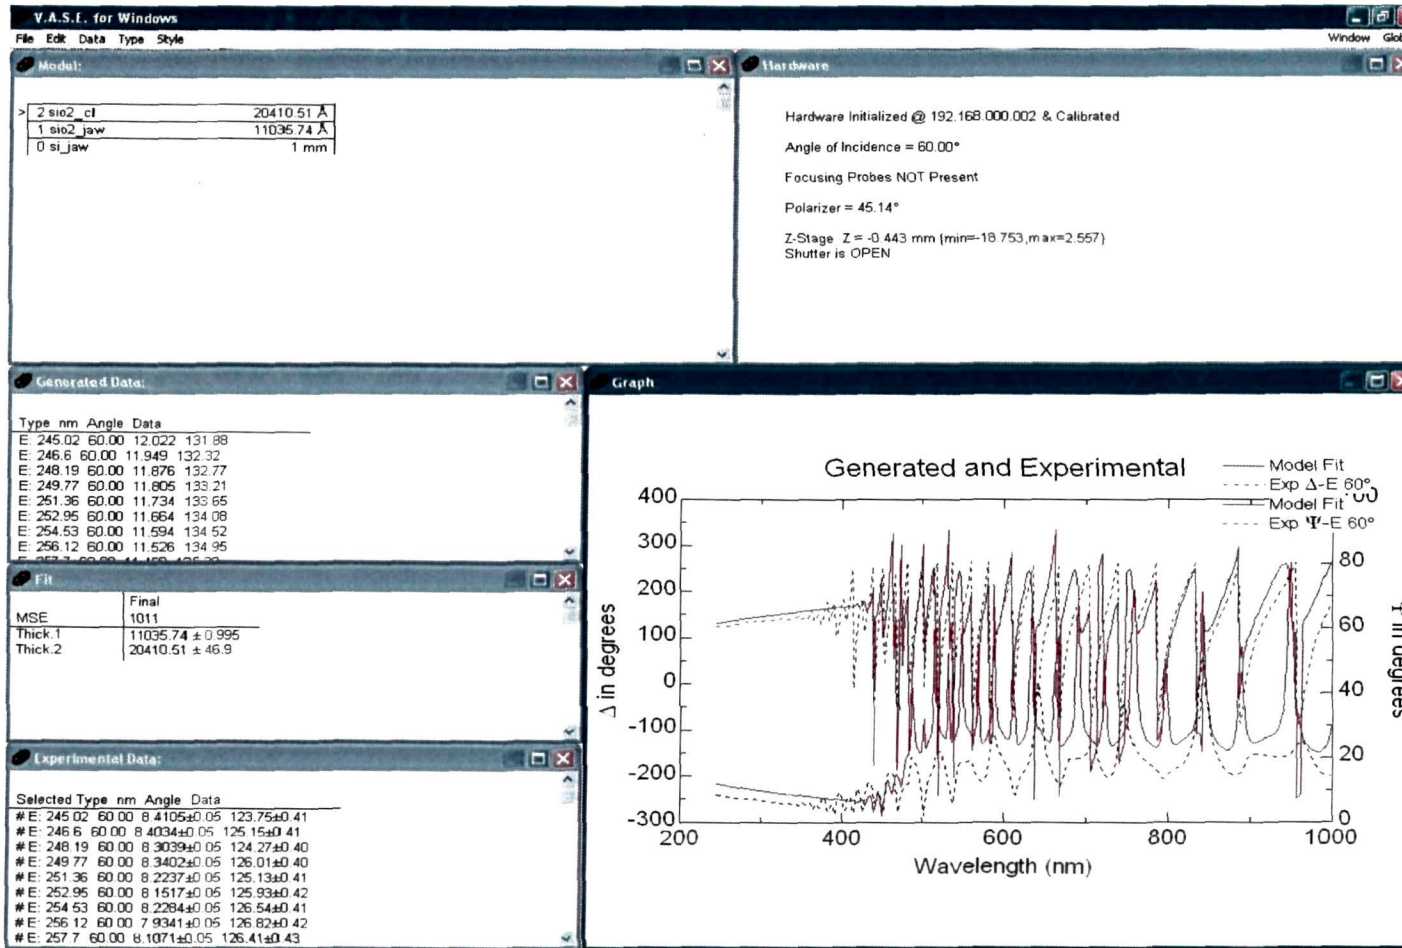 V.A.S.E. for Windows
File Edit Data Type Style
Window Glob
Model:
> 2 sio2_cl 20410.51 Å
1 sio2_jaw 11035.74 Å
0 si_jaw 1 mm
Hardware
Hardware Initialized @ 192.168.000.002 & Calibrated
Angle of Incidence = 60.00°
Focusing Probes NOT Present
Polarizer = 45.14°
Z-Stage Z = -0.443 mm {min=-18.753,max=2.557}
Shutter is OPEN
Generated Data:
Type nm Angle Data
E: 245.02 60.00 12.022 131.88
E: 246.6 60.00 11.949 132.32
E: 248.19 60.00 11.876 132.77
E: 249.77 60.00 11.805 133.21
E: 251.36 60.00 11.734 133.65
E: 252.95 60.00 11.664 134.08
E: 254.53 60.00 11.594 134.52
E: 256.12 60.00 11.526 134.95
Fit
Final
MSE 1011
Thick.1 11035.74 ± 0.995
Thick.2 20410.51 ± 46.9
Experimental Data:
Selected Type nm Angle Data
# E: 245.02 60.00 8.4105±0.05 123.75±0.41
# E: 246.6 60.00 8.4034±0.05 125.15±0.41
# E: 248.19 60.00 8.3039±0.05 124.27±0.40
# E: 249.77 60.00 8.3402±0.05 126.01±0.40
# E: 251.36 60.00 8.2237±0.05 125.13±0.41
# E: 252.95 60.00 8.1517±0.05 125.93±0.42
# E: 254.53 60.00 8.2284±0.05 126.54±0.41
# E: 256.12 60.00 7.9341±0.05 126.82±0.42
# E: 257.7 60.00 8.1071±0.05 126.41±0.43
Graph
Generated and Experimental
Model Fit
Exp Δ-E 60°
Model Fit
Exp Ψ-E 60°
400
300
200
100
0
-100
-200
-300
Δ in degrees
80
60
40
20
0
Ψ in degrees
200 400 600 800 1000
Wavelength (nm)